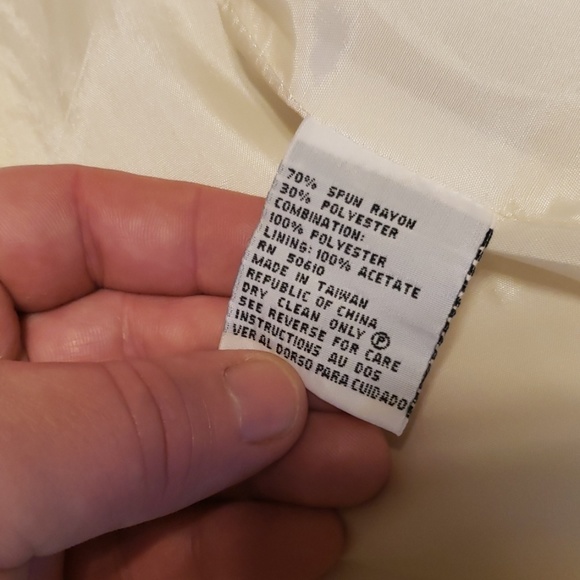 70% SPUN RAYON
30% POLYESTER
COMBINATION:
100% POLYESTER
LINING: 100% ACETATE
RN 50610
MADE IN TAIWAN
REPUBLIC OF CHINA
DRY CLEAN ONLY Ⓟ
SEE REVERSE FOR CARE
INSTRUCTIONS AU DOS
VER AL DORSO PARA CUIDADO